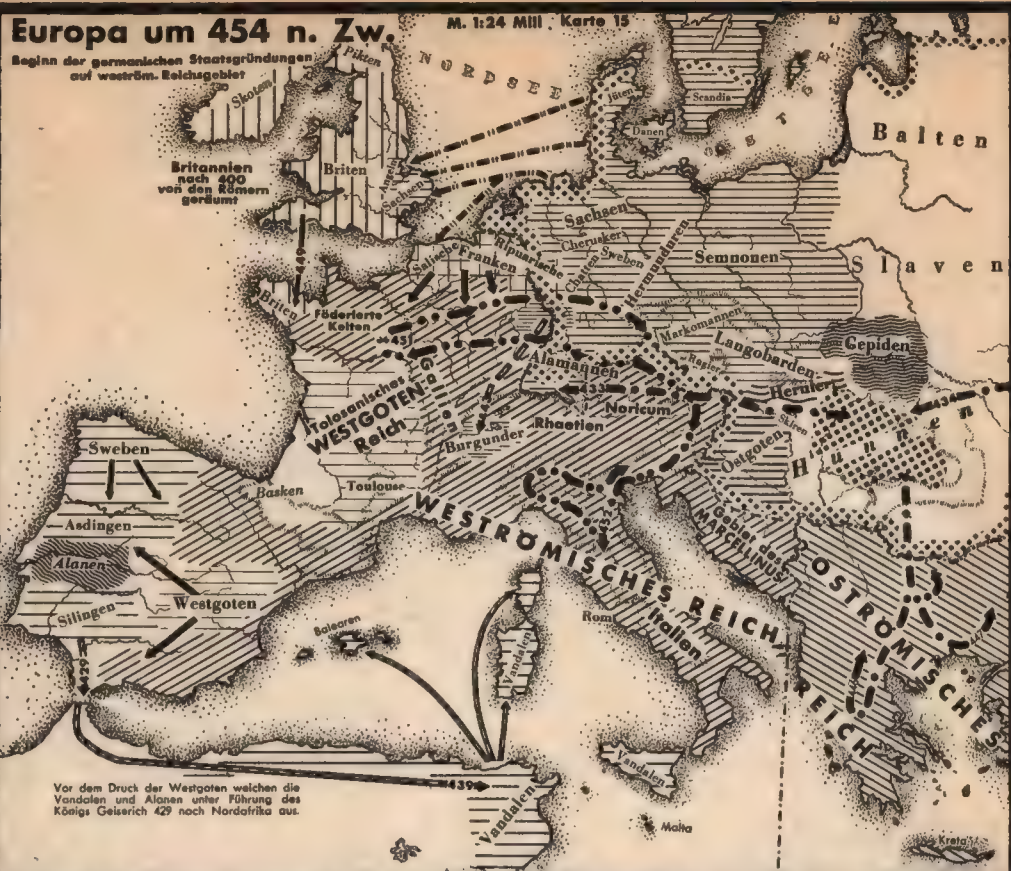 Europa um 454 n. Zw.
M. 1:24 Mill Karte 15
Beginn der germanischen Staatsgründungen
auf weström. Reichsgebiet
NORDSEE
Pikten
Skoten
Britannien
nach 400
von den Römern
geräumt
Briten
Angel
Sachsen
Jüten
Dänen
Scandia
Balten
Slaven
Sachsen
Cherusker
Chatten
Sweben
Hermunduren
Semnonen
Salische
Franken
Ripuarische
449
Briten
Föderierte
Kelten
451
Markomannen
Langobarden
Gepiden
Rugier
Heruler
Skiren
434
Hunnen
Alamannen
433
Noricum
Rhaetien
Burgunder
Ostgoten
Tolosanisches
WESTGOTEN
Reich
Toulouse
Basken
Sweben
Asdingen
Alanen
Silingen
Westgoten
WESTRÖMISCHES REICH
Gebiet des
MARCELLINUS
OSTRÖMISCHES
REICH
Italien
Rom
Balearen
Vandalen
Vandalen
Malta
Kreta
429
439
Vandalen
Vor dem Druck der Westgoten weichen die
Vandalen und Alanen unter Führung des
Königs Geiserich 429 nach Nordafrika aus.